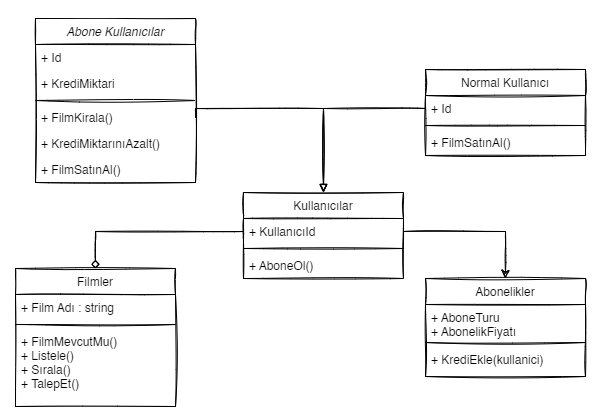 Abone Kullanıcılar
+ Id
+ KrediMiktari
+ FilmKirala()
+ KrediMiktarınıAzalt()
+ FilmSatınAl()
Normal Kullanıcı
+ Id
+ FilmSatınAl()
Kullanıcılar
+ KullanıcıId
+ AboneOl()
Filmler
+ Film Adı : string
+ FilmMevcutMu()
+ Listele()
+ Sırala()
+ TalepEt()
Abonelikler
+ AboneTuru
+ AbonelikFiyatı
+ KrediEkle(kullanici)